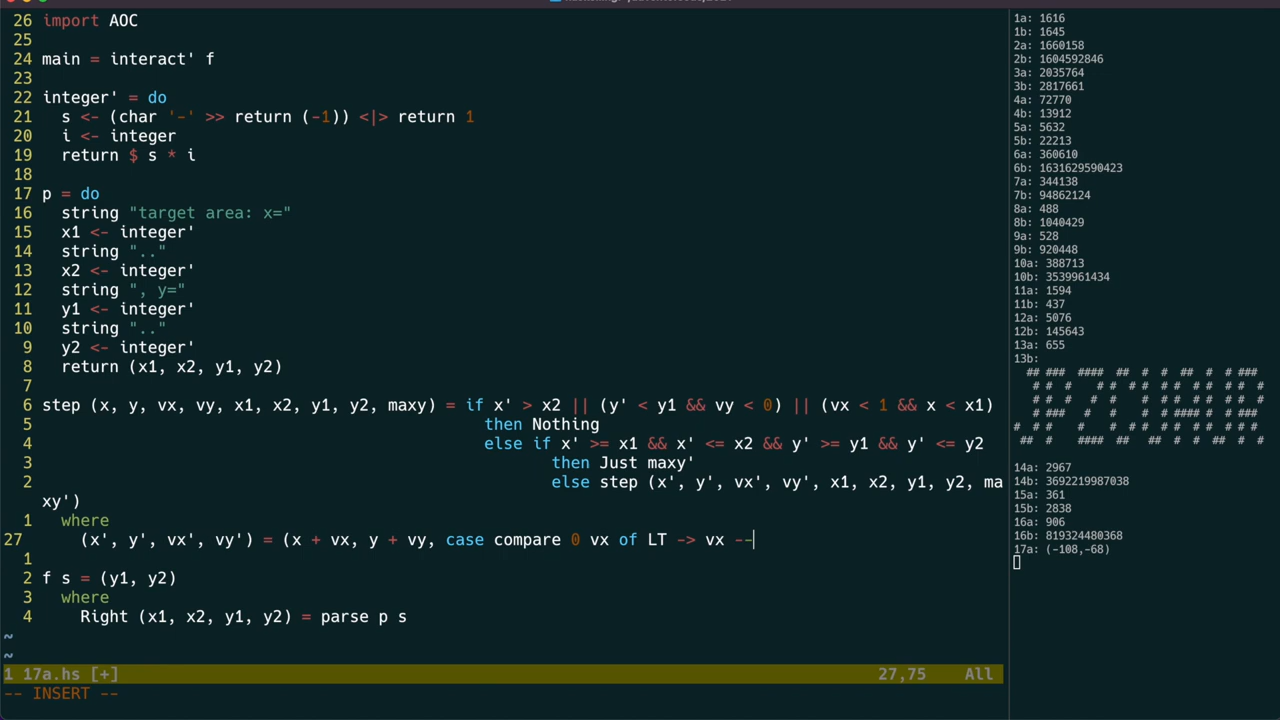 26 import AOC
25
24 main = interact' f
23
22 integer' = do
21   s <- (char '-' >> return (-1)) <|> return 1
20   i <- integer
19   return $ s * i
18
17 p = do
16   string "target area: x="
15   x1 <- integer'
14   string ".."
13   x2 <- integer'
12   string ", y="
11   y1 <- integer'
10   string ".."
9   y2 <- integer'
8   return (x1, x2, y1, y2)
7
6 step (x, y, vx, vy, x1, x2, y1, y2, maxy) = if x' > x2 || (y' < y1 && vy < 0) || (vx < 1 && x < x1)
5                                               then Nothing
4                                               else if x' >= x1 && x' <= x2 && y' >= y1 && y' <= y2
3                                                      then Just maxy'
2                                                      else step (x', y', vx', vy', x1, x2, y1, y2, ma
xy')
1   where
27     (x', y', vx', vy') = (x + vx, y + vy, case compare 0 vx of LT -> vx --
1
2 f s = (y1, y2)
3   where
4     Right (x1, x2, y1, y2) = parse p s
~
~
1 17a.hs [+] 27,75 All
-- INSERT --
1a: 1616
1b: 1645
2a: 1660158
2b: 1604592846
3a: 2035764
3b: 2817661
4a: 72770
4b: 13912
5a: 5632
5b: 22213
6a: 360610
6b: 1631629590423
7a: 344138
7b: 94862124
8a: 488
8b: 1040429
9a: 528
9b: 920448
10a: 388713
10b: 3539961434
11a: 1594
11b: 437
12a: 5076
12b: 145643
13a: 655
13b:
14a: 2967
14b: 3692219987038
15a: 361
15b: 2838
16a: 906
16b: 819324480368
17a: (-108,-68)